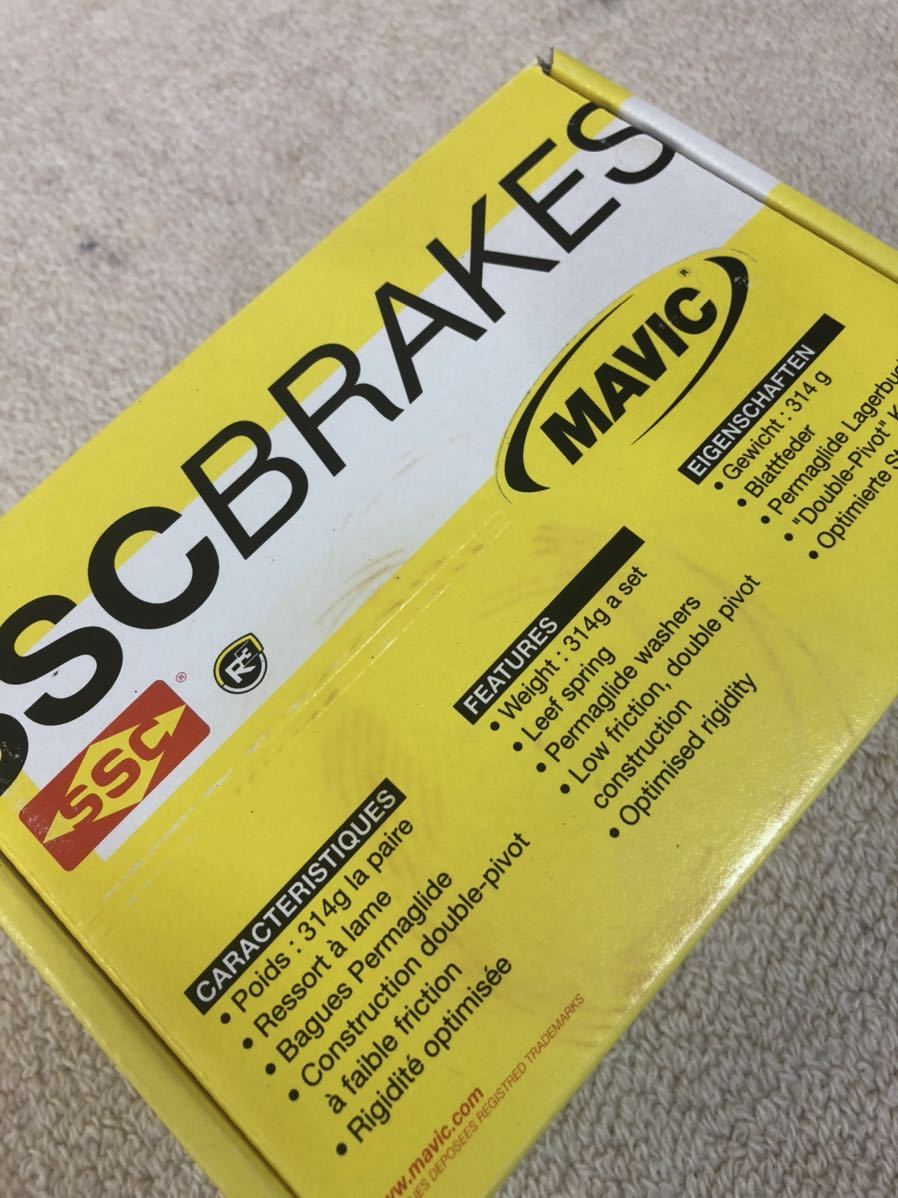 SSCBRAKES
MAVIC®
SSC®
R
CARACTERISTIQUES
• Poids : 314g la paire
• Ressort à lame
• Bagues Permaglide
• Construction double-pivot
à faible friction
• Rigidité optimisée
FEATURES
• Weight : 314g a set
• Leef spring
• Permaglide washers
• Low friction, double pivot
construction
• Optimised rigidity
EIGENSCHAFTEN
• Gewicht : 314 g
• Blattfeder
• Permaglide
• "Double-Pivot"
• Optimierte
www.mavic.com
DEPOSEES REGISTRED TRADEMARKS